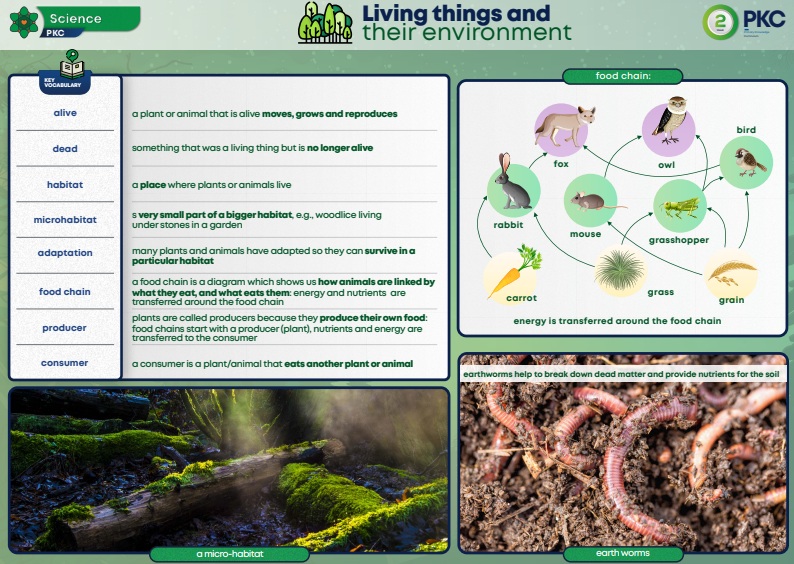 Science
PKC
Living things and
their environment
2
PKC
KEY
VOCABULARY
alive
a plant or animal that is alive moves, grows and reproduces
dead
something that was a living thing but is no longer alive
habitat
a place where plants or animals live
microhabitat
s very small part of a bigger habitat, e.g., woodlice living
under stones in a garden
adaptation
many plants and animals have adapted so they can survive in a
particular habitat
food chain
a food chain is a diagram which shows us how animals are linked by
what they eat, and what eats them: energy and nutrients are
transferred around the food chain
producer
plants are called producers because they produce their own food:
food chains start with a producer (plant), nutrients and energy are
transferred to the consumer
consumer
a consumer is a plant/animal that eats another plant or animal
food chain:
bird
fox
owl
rabbit
mouse
grasshopper
carrot
grass
grain
energy is transferred around the food chain
earthworms help to break down dead matter and provide nutrients for the soil
a micro-habitat
earth worms